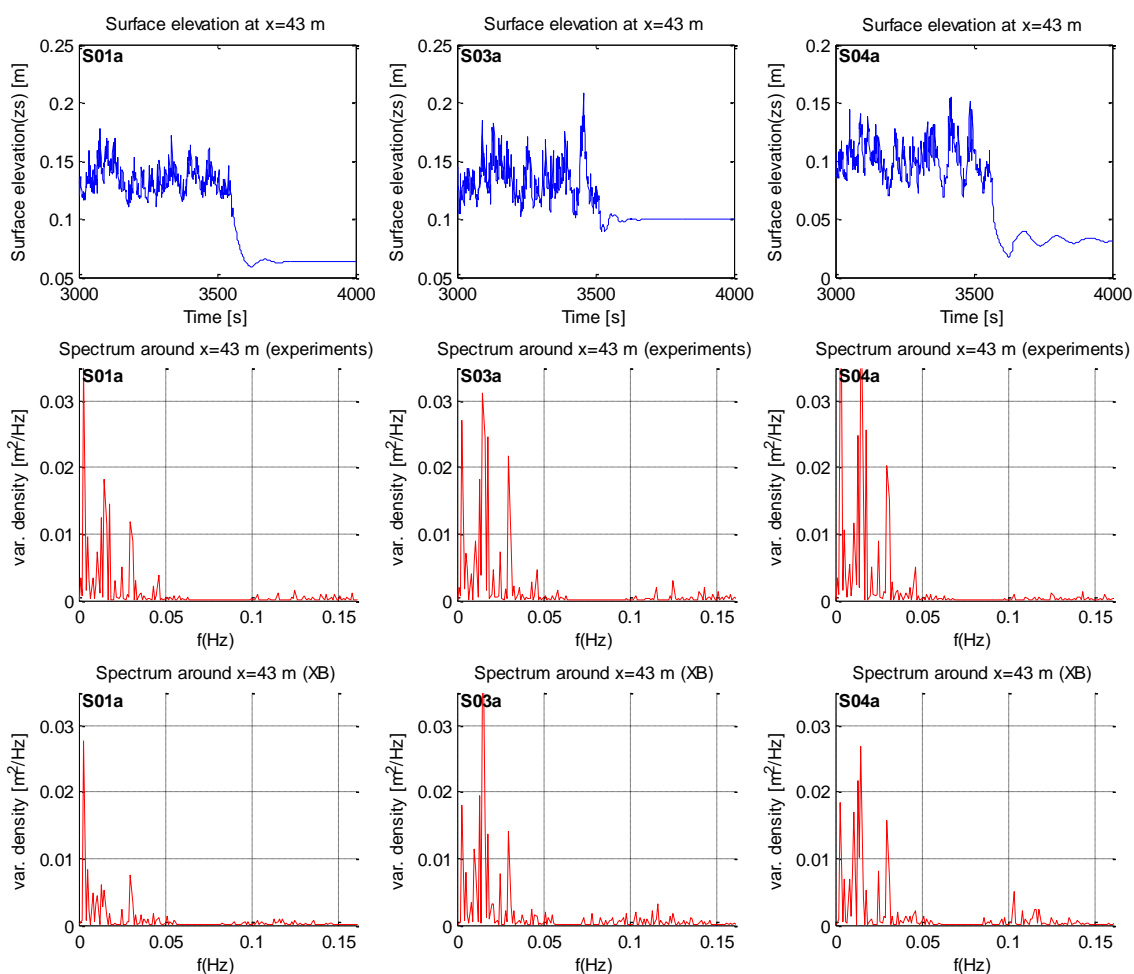 Surface elevation at x=43 m
Surface elevation at x=43 m
Surface elevation at x=43 m
S01a
S03a
S04a
Surface elevation(zs) [m]
0.25
0.2
0.15
0.1
0.05
3000
3500
4000
Time [s]
Surface elevation(zs) [m]
0.25
0.2
0.15
0.1
0.05
3000
3500
4000
Time [s]
Surface elevation(zs) [m]
0.2
0.15
0.1
0.05
0
3000
3500
4000
Time [s]
Spectrum around x=43 m (experiments)
Spectrum around x=43 m (experiments)
Spectrum around x=43 m (experiments)
S01a
S03a
S04a
var. density [m²/Hz]
0.03
0.02
0.01
0
0
0.05
0.1
0.15
f(Hz)
var. density [m²/Hz]
0.03
0.02
0.01
0
0
0.05
0.1
0.15
f(Hz)
var. density [m²/Hz]
0.03
0.02
0.01
0
0
0.05
0.1
0.15
f(Hz)
Spectrum around x=43 m (XB)
Spectrum around x=43 m (XB)
Spectrum around x=43 m (XB)
S01a
S03a
S04a
var. density [m²/Hz]
0.03
0.02
0.01
0
0
0.05
0.1
0.15
f(Hz)
var. density [m²/Hz]
0.03
0.02
0.01
0
0
0.05
0.1
0.15
f(Hz)
var. density [m²/Hz]
0.03
0.02
0.01
0
0
0.05
0.1
0.15
f(Hz)